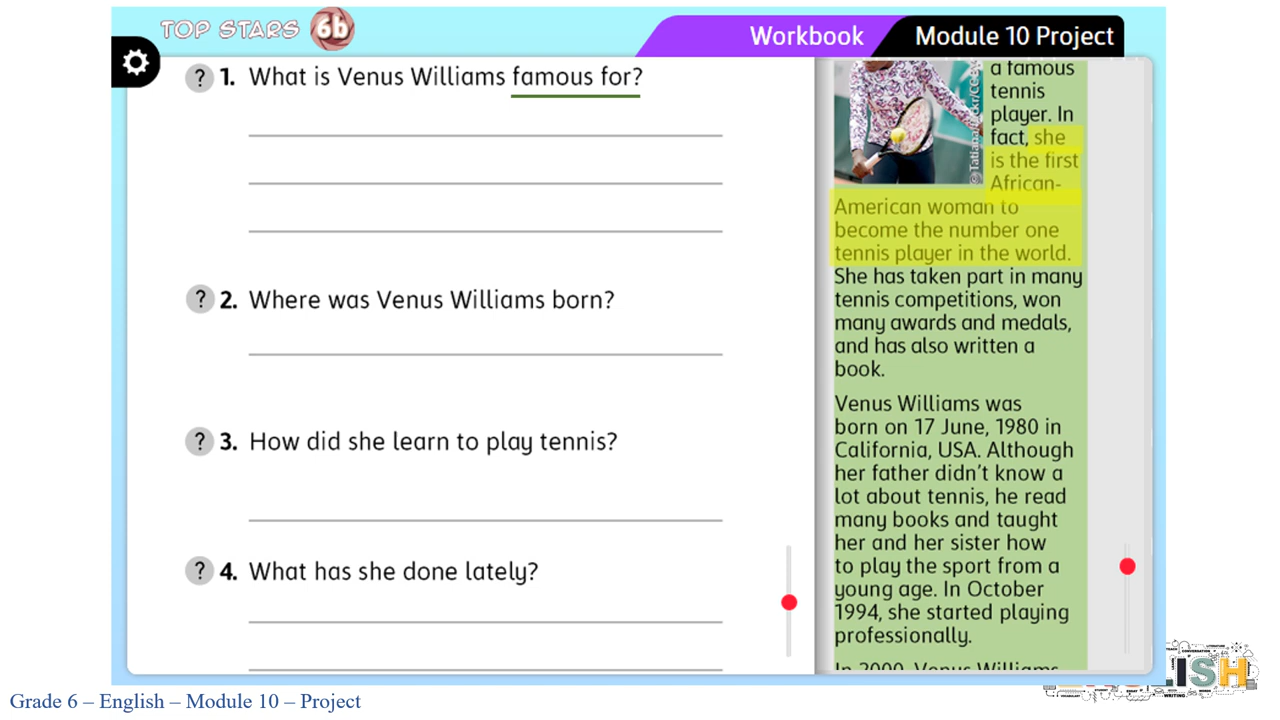 TOP STARS 6b
Workbook
Module 10 Project
? 1. What is Venus Williams famous for?
? 2. Where was Venus Williams born?
? 3. How did she learn to play tennis?
? 4. What has she done lately?
a famous
tennis
player. In
fact, she
is the first
African-
American woman to
become the number one
tennis player in the world.
She has taken part in many
tennis competitions, won
many awards and medals,
and has also written a
book.
Venus Williams was
born on 17 June, 1980 in
California, USA. Although
her father didn't know a
lot about tennis, he read
many books and taught
her and her sister how
to play the sport from a
young age. In October
1994, she started playing
professionally.
In 2000, Venus Williams
Grade 6 – English – Module 10 – Project